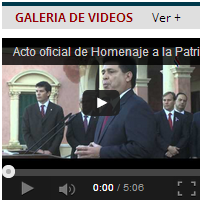 GALERIA DE VIDEOS Ver +
Acto oficial de Homenaje a la Patri
0:00 / 5:06